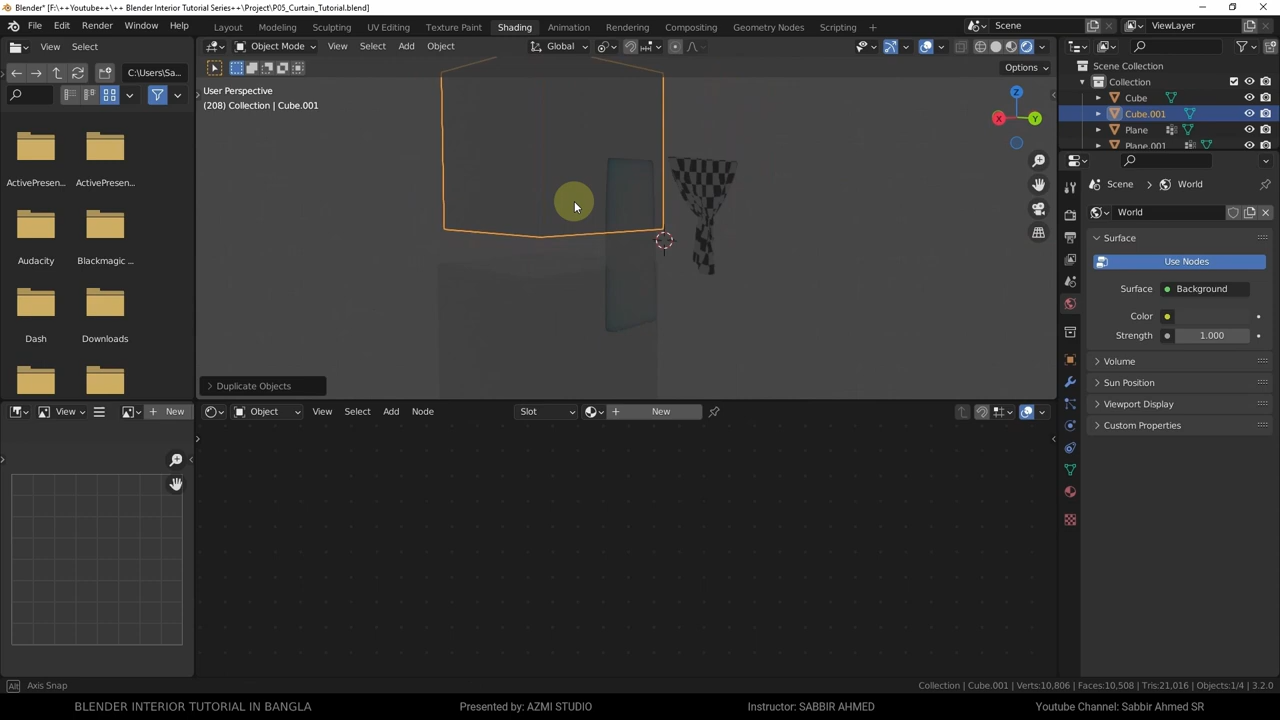 Blender* [F:\++Youtube++\++ Blender Interior Tutorial Series++\Project\P05_Curtain_Tutorial.blend]
File Edit Render Window Help Layout Modeling Sculpting UV Editing Texture Paint Shading Animation Rendering Compositing Geometry Nodes Scripting Scene ViewLayer
View Select Object Mode View Select Add Object Global
C:\Users\Sa... Options
User Perspective
(208) Collection | Cube.001
Scene Collection
Collection
Cube
Cube.001
Plane
Plane.001
X Y Z
ActivePresen... ActivePresen...
Audacity Blackmagic ...
Dash Downloads
Scene World
World
Surface
Use Nodes
Surface Background
Color
Strength 1.000
Volume
Sun Position
Viewport Display
Custom Properties
Duplicate Objects
View New Object View Select Add Node Slot New
Alt Axis Snap Collection | Cube.001 | Verts:10,806 | Faces:10,508 | Tris:21,016 | Objects:1/4 | 3.2.0
BLENDER INTERIOR TUTORIAL IN BANGLA Presented by: AZMI STUDIO Instructor: SABBIR AHMED Youtube Channel: Sabbir Ahmed SR